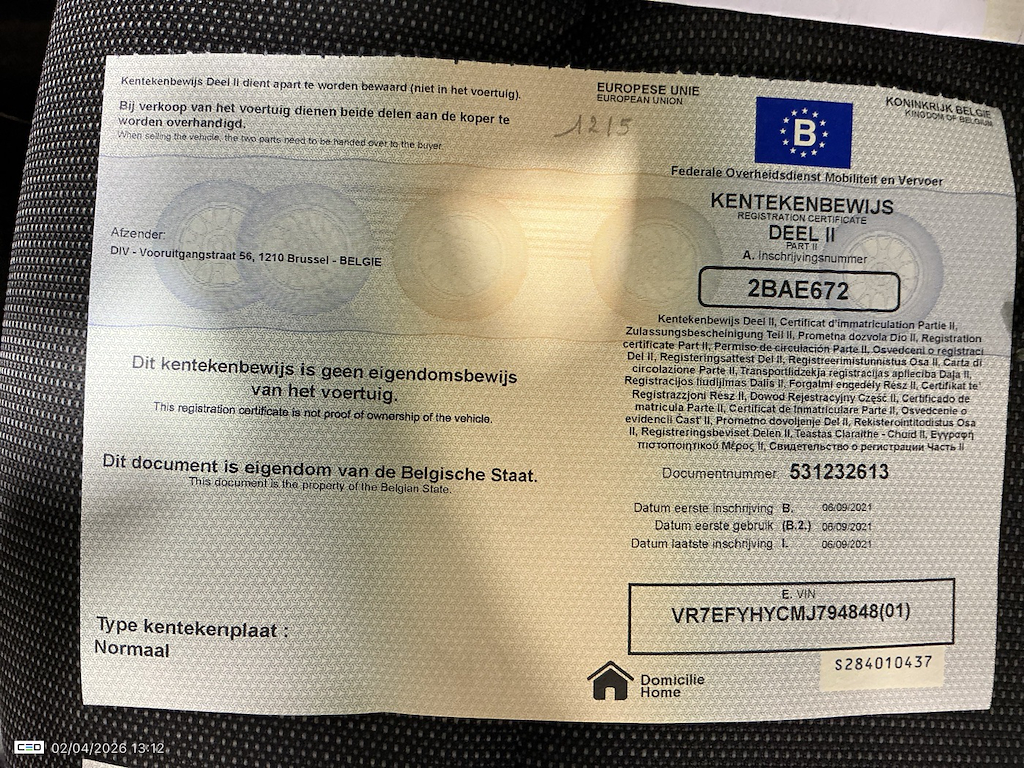 Kentekenbewijs Deel II dient apart te worden bewaard (niet in het voertuig).
Bij verkoop van het voertuig dienen beide delen aan de koper te
worden overhandigd.
When selling the vehicle, the two parts need to be handed over to the buyer.
1215
Afzender:
DIV - Vooruitgangstraat 56, 1210 Brussel - BELGIE
Dit kentekenbewijs is geen eigendomsbewijs
van het voertuig.
This registration certificate is not proof of ownership of the vehicle.
Dit document is eigendom van de Belgische Staat.
This document is the property of the Belgian State.
Type kentekenplaat :
Normaal
EUROPESE UNIE
EUROPEAN UNION
B
KONINKRIJK BELGIE
KINGDOM OF BELGIUM
Federale Overheidsdienst Mobiliteit en Vervoer
KENTEKENBEWIJS
REGISTRATION CERTIFICATE
DEEL II
PART II
A. Inschrijvingsnummer
2BAE672
Kentekenbewijs Deel II, Certificat d'immatriculation Partie II,
Zulassungsbescheinigung Teil II, Prometna dozvola Dio II, Registration
certificate Part II, Permiso de circulación Parte II, Osvedceni o registraci
Del II, Registeringsattest Del II, Registreerimistunnistus Osa II, Carta di
circolazione Parte II, Transportlidzekja registracijas aplieciba Daja II,
Registracijos liudijimas Dalis II, Forgalmi engedély Rész II, Certifikat te'
Registrazzjoni Rész II, Dowod Rejestracyjny Część II, Certificado de
matricula Parte II, Certificat de Inmatriculare Parte II, Osvedcenie o
evidencii Cast' II, Prometno dovoljenje Del II, Rekisterointitodistus Osa
II, Registreringsbeviset Delen II, Teastas Claraithe - Chuid II, Εγγραφή
πιστοποιητικού Μέρος II, Свидетельство о регистрации Часть II
Documentnummer 531232613
Datum eerste inschrijving B. 06/09/2021
Datum eerste gebruik (B.2.) 06/09/2021
Datum laatste inschrijving I. 06/09/2021
E. VIN
VR7EFYHYCMJ794848(01)
S284010437
Domicilie
Home
CEO 02/04/2026 13:12